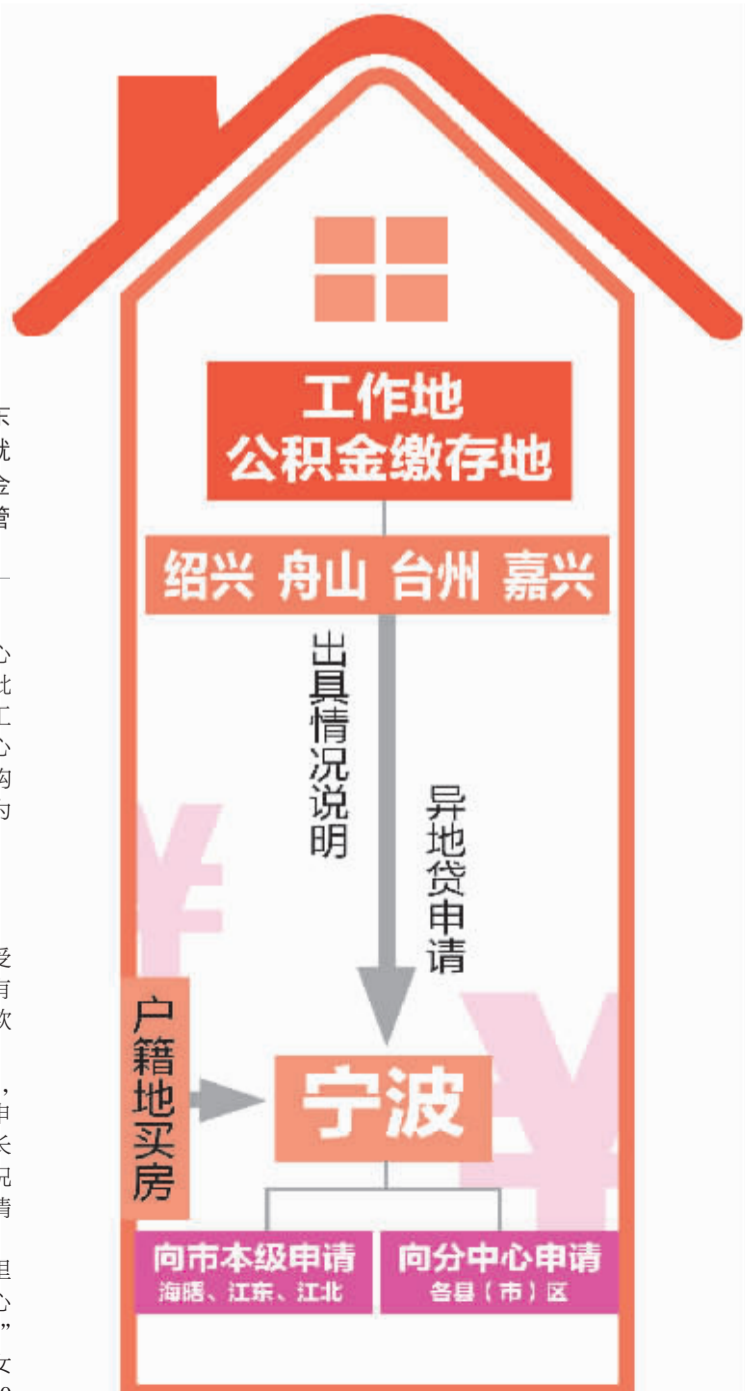 工作地
公积金缴存地
绍兴 舟山 台州 嘉兴
出具情况说明
异地贷申请
户籍地买房
宁波
向市本级申请
海曙、江东、江北
向分中心申请
各县（市）区